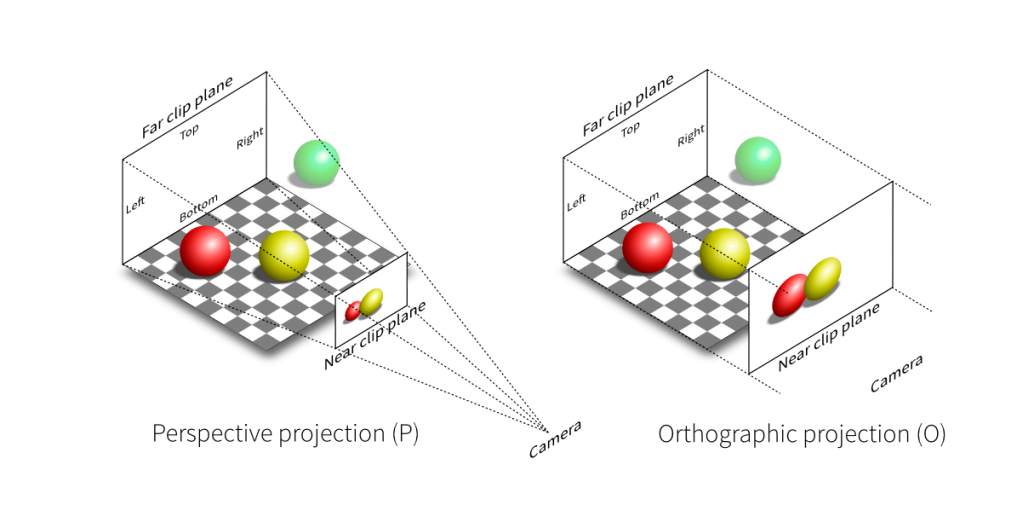 Far clip plane
Top
Right
Left
Bottom
Near clip plane
Camera
Perspective projection (P)
Far clip plane
Top
Right
Left
Bottom
Near clip plane
Camera
Orthographic projection (O)